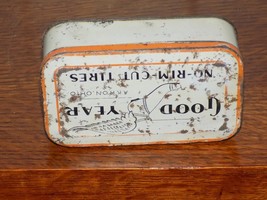 GOOD YEAR
AKRON, OHIO
NO-RIM-CUT TIRES